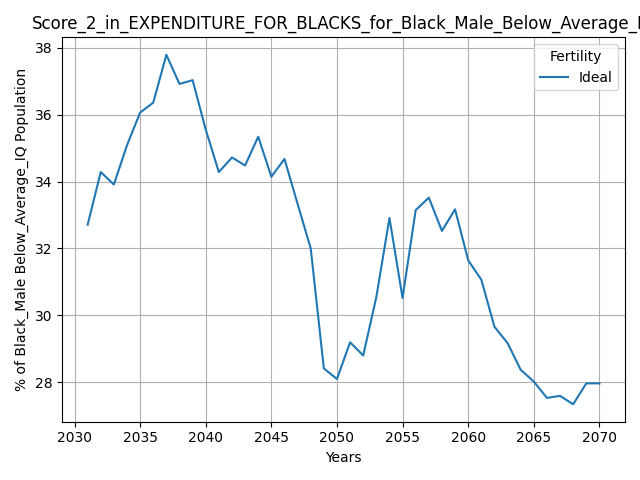 Score_2_in_EXPENDITURE_FOR_BLACKS_for_Black_Male_Below_Average_I
Fertility
Ideal
% of Black_Male Below_Average_IQ Population
38
36
34
32
30
28
2030 2035 2040 2045 2050 2055 2060 2065 2070
Years